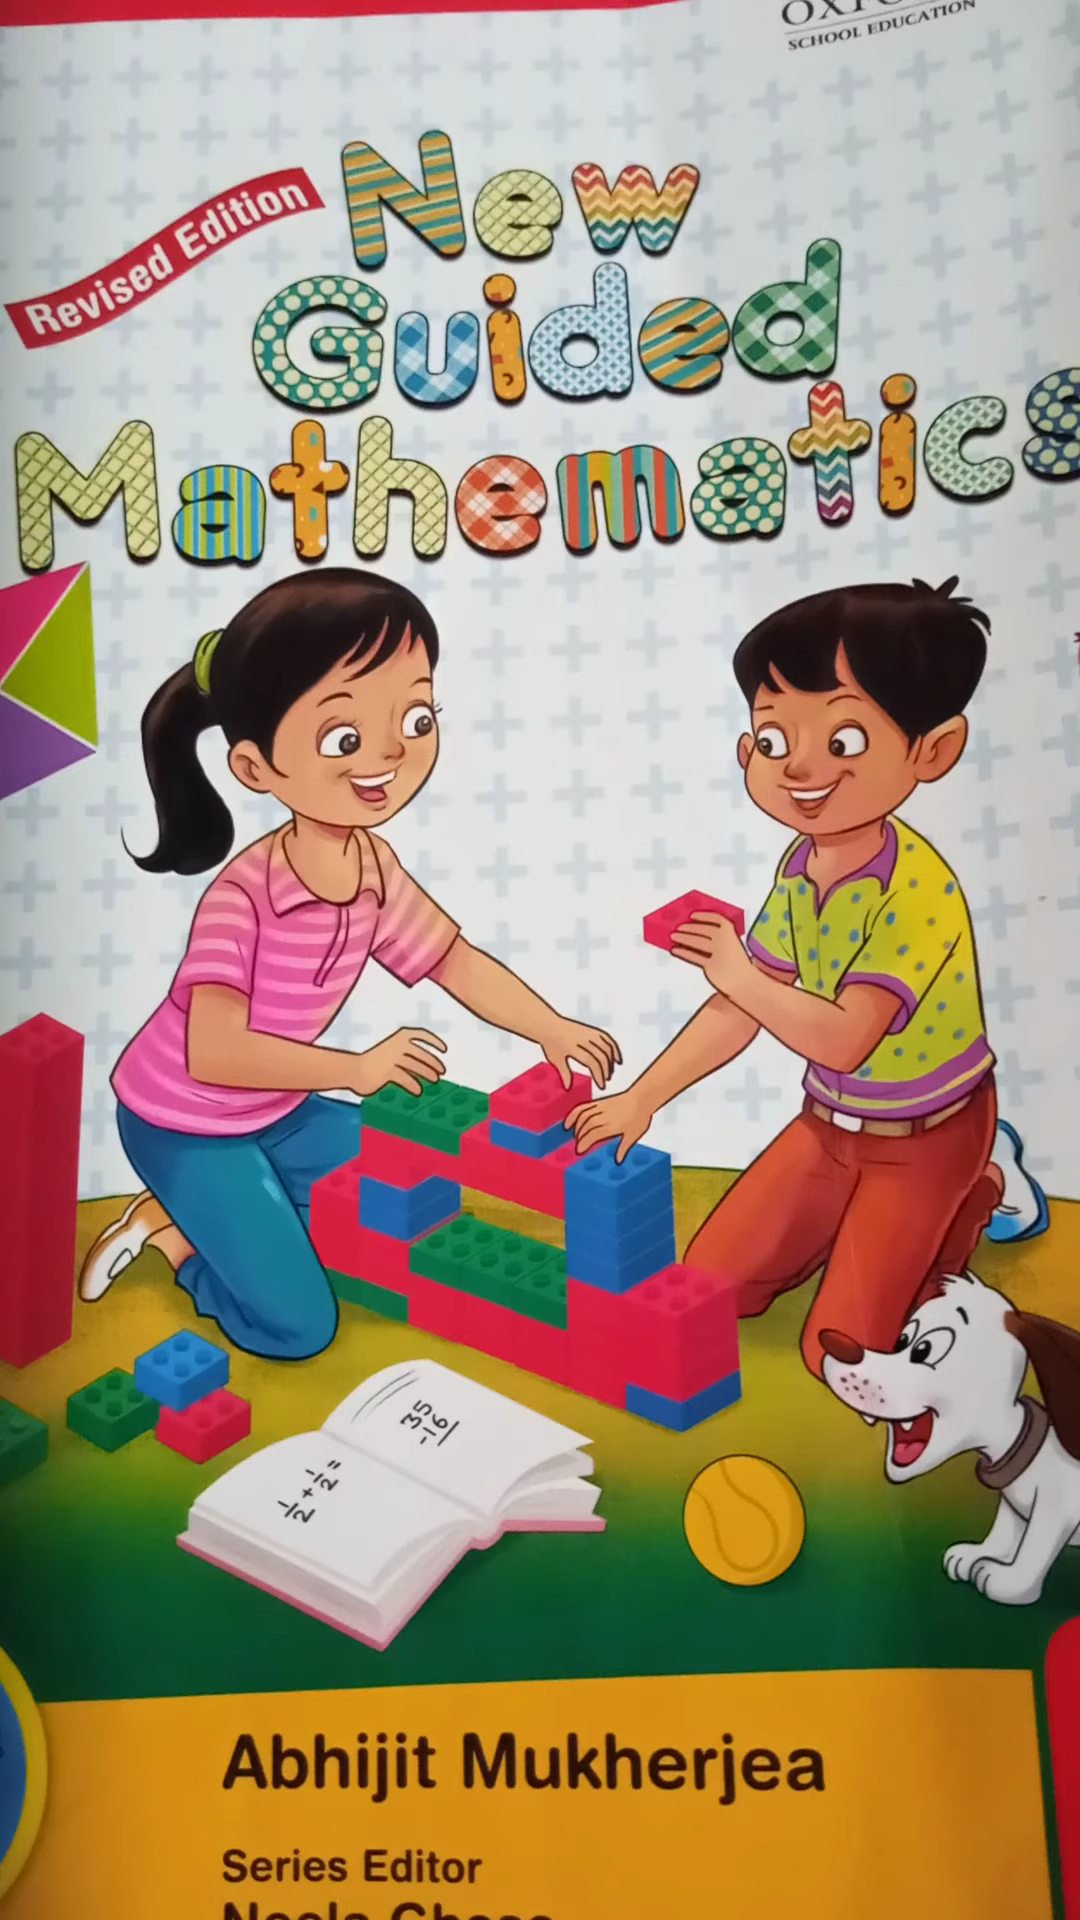 SCHOOL EDUCATION
Revised Edition
New
Guided
Mathematics
35
-16
1/2 + 1/2 =
Abhijit Mukherjea
Series Editor